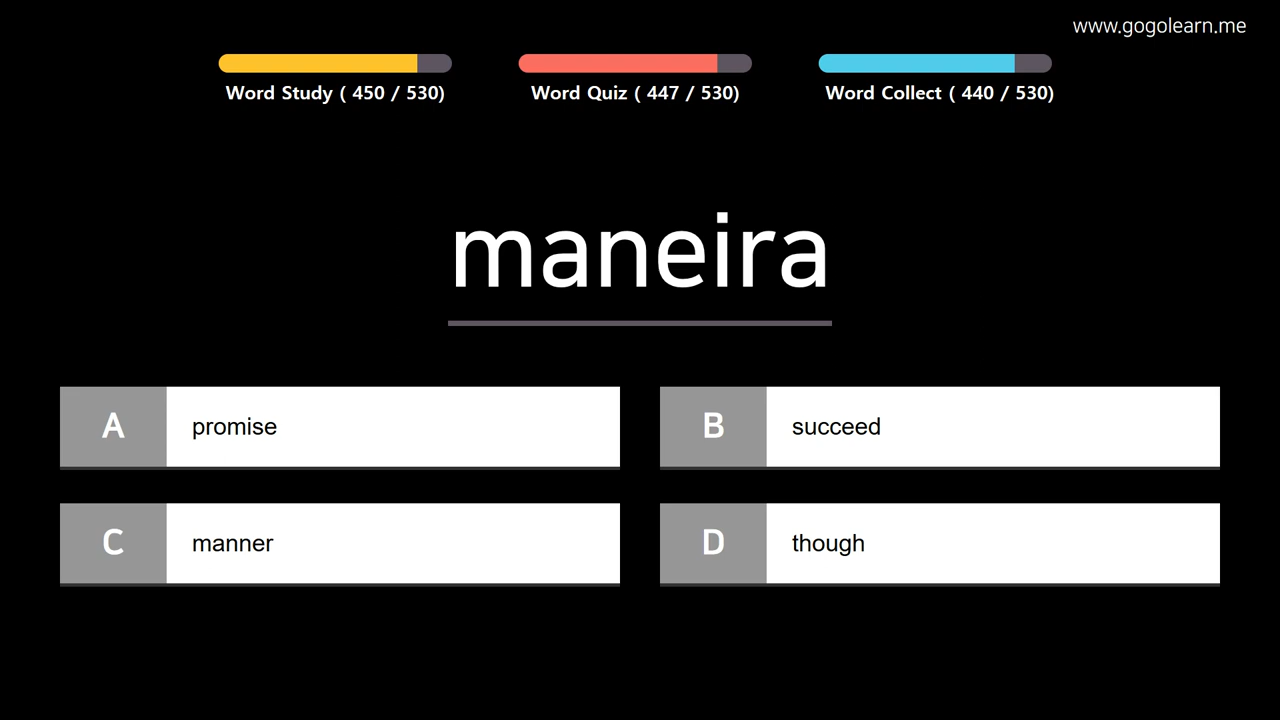 www.gogolearn.me
Word Study ( 450 / 530)
Word Quiz ( 447 / 530)
Word Collect ( 440 / 530)
maneira
A promise
B succeed
C manner
D though